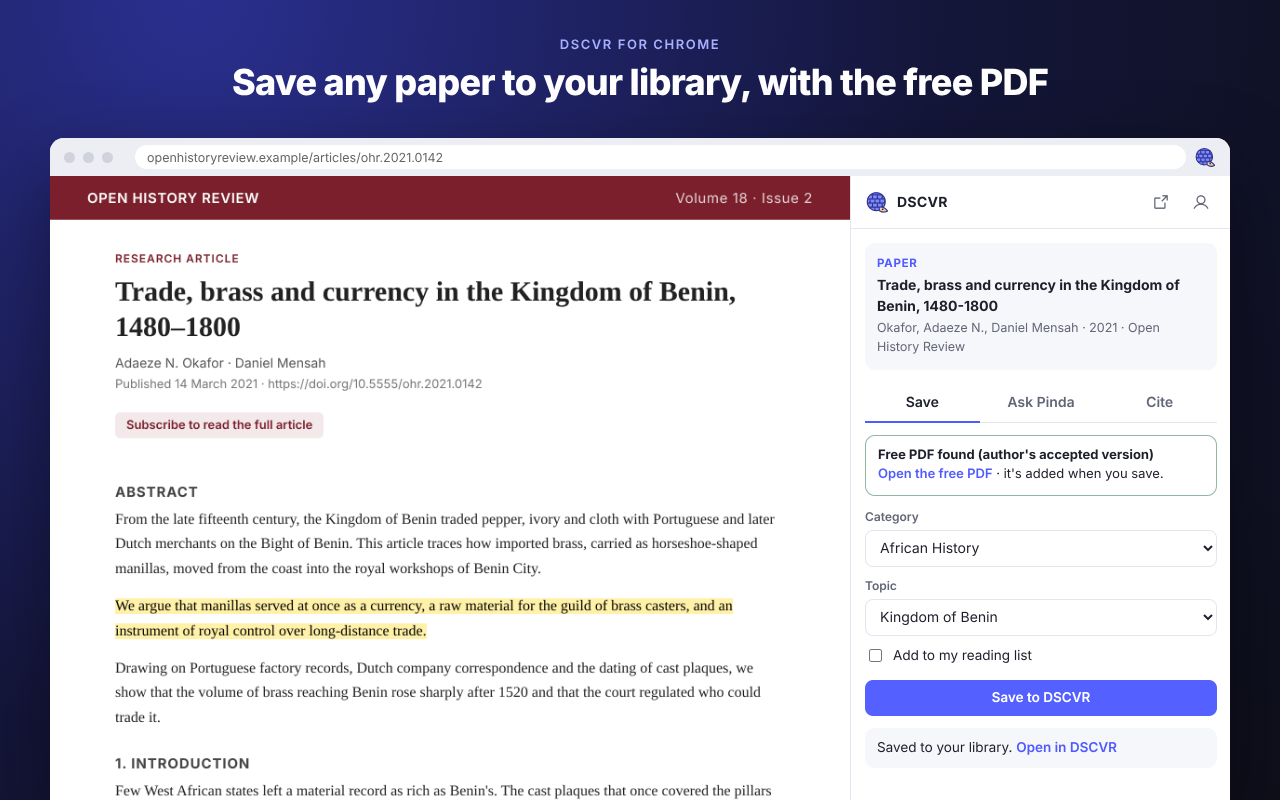 DSCVR FOR CHROME
Save any paper to your library, with the free PDF
openhistoryreview.example/articles/ohr.2021.0142
OPEN HISTORY REVIEW
Volume 18 · Issue 2
RESEARCH ARTICLE
Trade, brass and currency in the Kingdom of Benin,
1480–1800
Adaeze N. Okafor · Daniel Mensah
Published 14 March 2021 · https://doi.org/10.5555/ohr.2021.0142
Subscribe to read the full article
ABSTRACT
From the late fifteenth century, the Kingdom of Benin traded pepper, ivory and cloth with Portuguese and later
Dutch merchants on the Bight of Benin. This article traces how imported brass, carried as horseshoe-shaped
manillas, moved from the coast into the royal workshops of Benin City.
We argue that manillas served at once as a currency, a raw material for the guild of brass casters, and an
instrument of royal control over long-distance trade.
Drawing on Portuguese factory records, Dutch company correspondence and the dating of cast plaques, we
show that the volume of brass reaching Benin rose sharply after 1520 and that the court regulated who could
trade it.
1. INTRODUCTION
Few West African states left a material record as rich as Benin's. The cast plaques that once covered the pillars
DSCVR
PAPER
Trade, brass and currency in the Kingdom of
Benin, 1480-1800
Okafor, Adaeze N., Daniel Mensah · 2021 · Open
History Review
Save
Ask Pinda
Cite
Free PDF found (author's accepted version)
Open the free PDF · it's added when you save.
Category
African History
Topic
Kingdom of Benin
Add to my reading list
Save to DSCVR
Saved to your library. Open in DSCVR